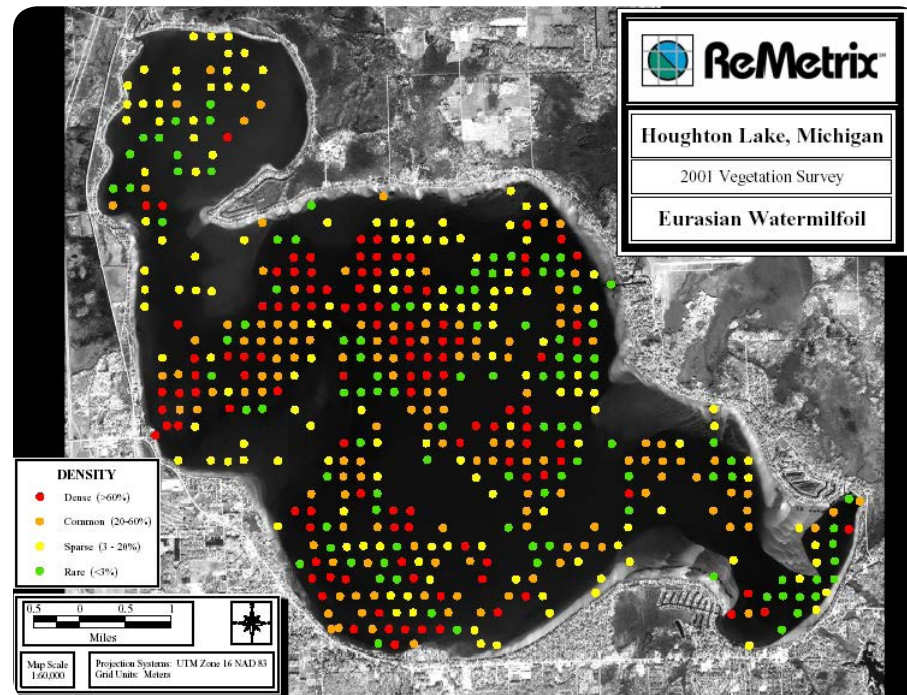 ReMetrix SM
Houghton Lake, Michigan
2001 Vegetation Survey
Eurasian Watermilfoil
DENSITY
Dense (>60%)
Common (20-60%)
Sparse (3 - 20%)
Rare (<3%)
0.5 0 0.5 1
Miles
Map Scale
1:60,000
Projection Systems: UTM Zone 16 NAD 83
Grid Units: Meters